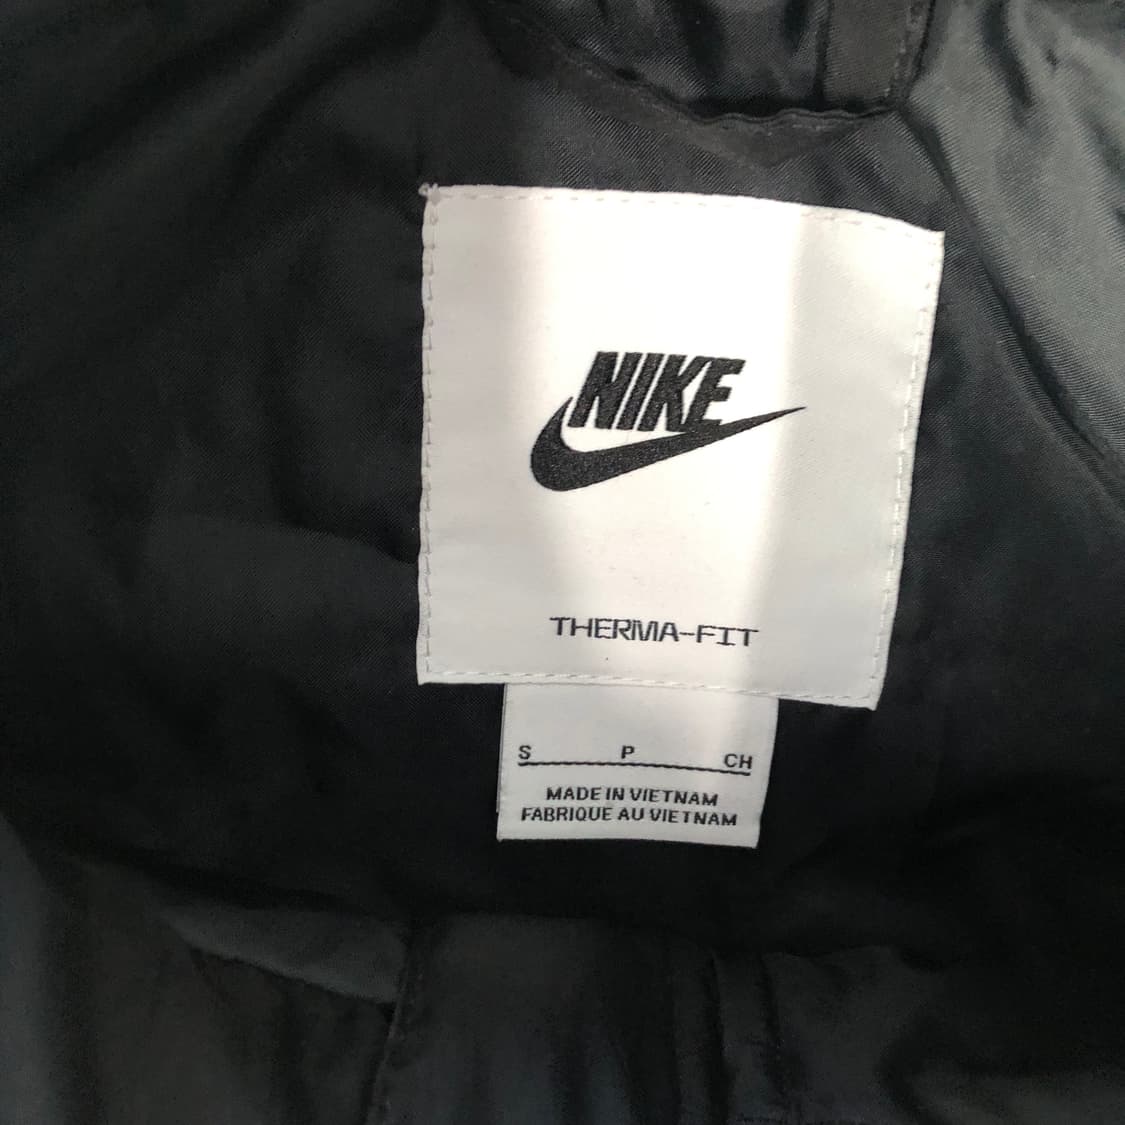 NIKE
THERMA-FIT
S P CH
MADE IN VIETNAM
FABRIQUE AU VIETNAM